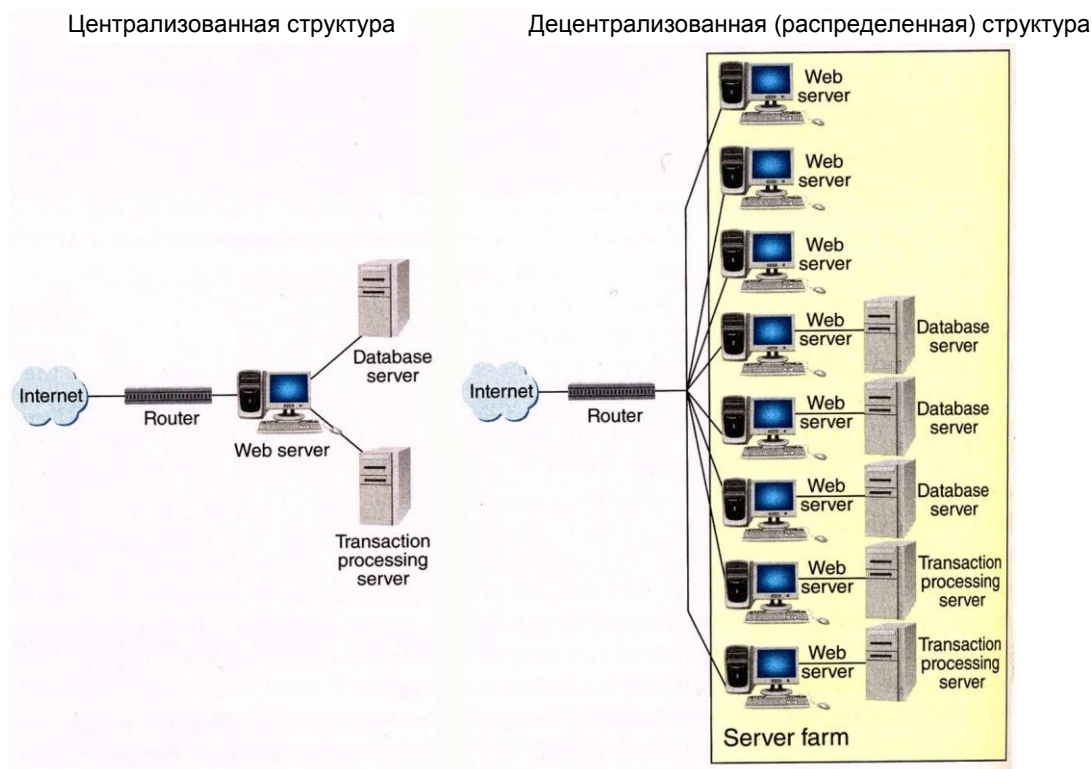 Централизованная структура
Децентрализованная (распределенная) структура
Internet
Router
Web server
Database
server
Transaction
processing
server
Internet
Router
Web
server
Web
server
Web
server
Web
server
Database
server
Web
server
Database
server
Web
server
Database
server
Web
server
Transaction
processing
server
Web
server
Transaction
processing
server
Server farm